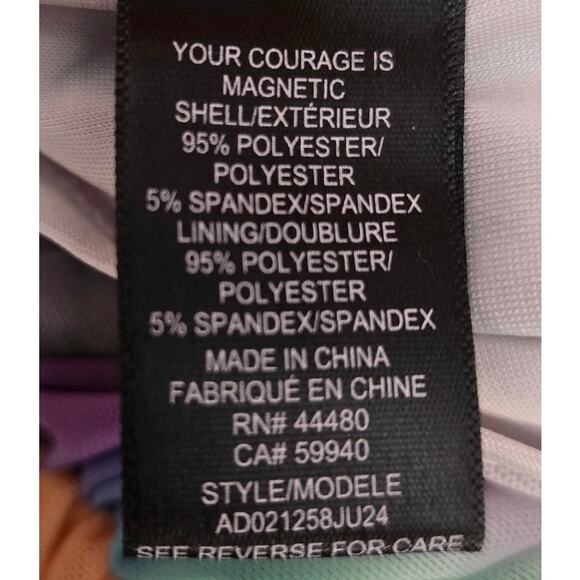 YOUR COURAGE IS
MAGNETIC
SHELL/EXTÉRIEUR
95% POLYESTER/
POLYESTER
5% SPANDEX/SPANDEX
LINING/DOUBLURE
95% POLYESTER/
POLYESTER
5% SPANDEX/SPANDEX
MADE IN CHINA
FABRIQUÉ EN CHINE
RN# 44480
CA# 59940
STYLE/MODELE
AD021258JU24
SEE REVERSE FOR CARE